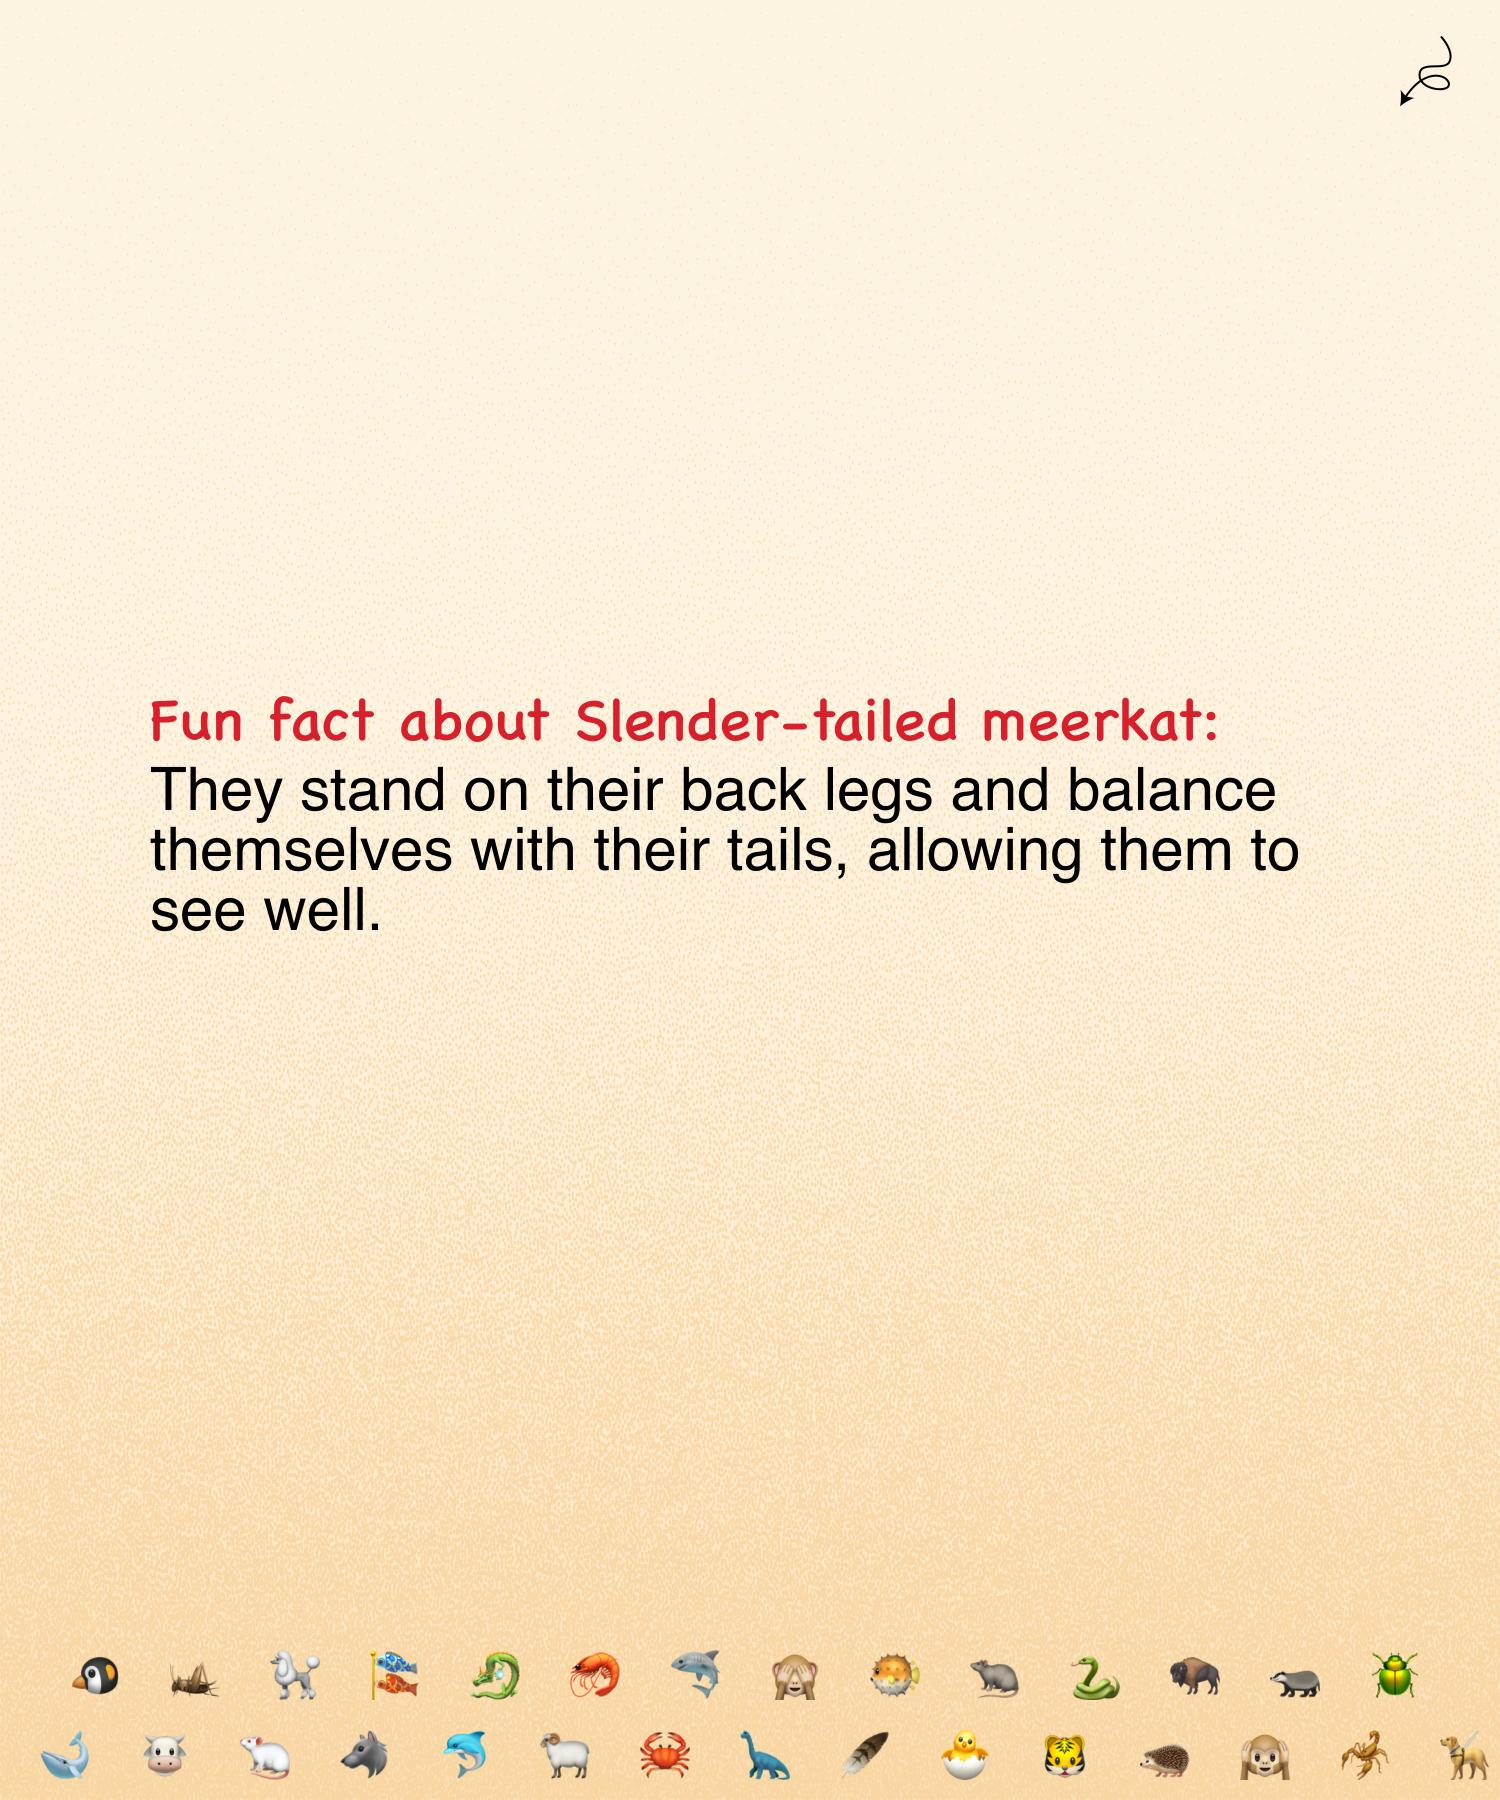 Fun fact about Slender-tailed meerkat:
They stand on their back legs and balance
themselves with their tails, allowing them to
see well.